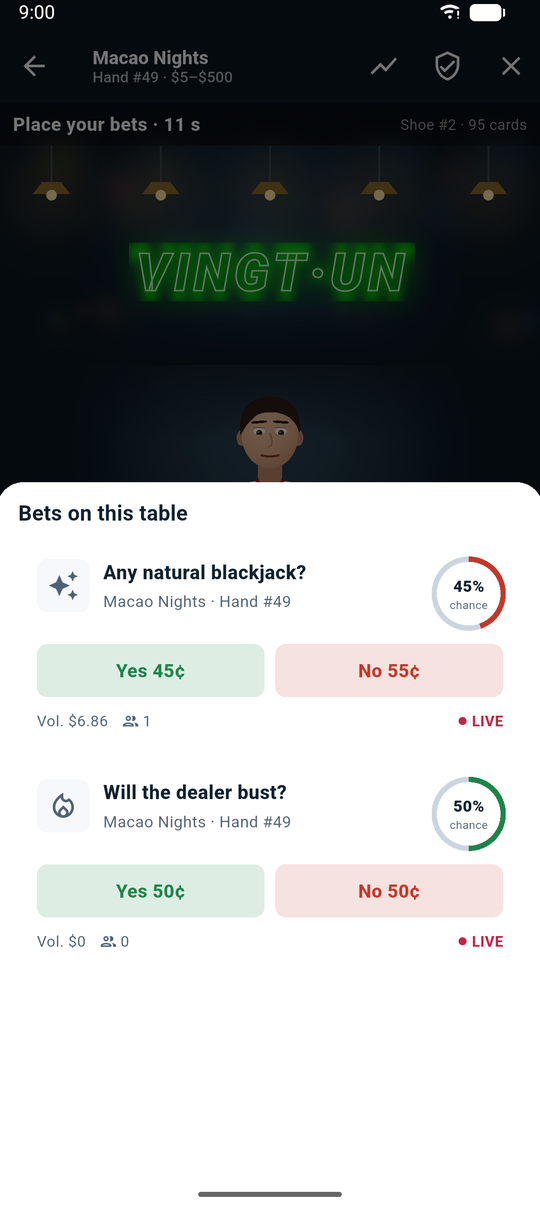 9:00
Macao Nights
Hand #49 · $5–$500
Place your bets · 11 s
Shoe #2 · 95 cards
VINGT·UN
Bets on this table
Any natural blackjack?
Macao Nights · Hand #49
45%
chance
Yes 45¢
No 55¢
Vol. $6.86
1
LIVE
Will the dealer bust?
Macao Nights · Hand #49
50%
chance
Yes 50¢
No 50¢
Vol. $0
0
LIVE